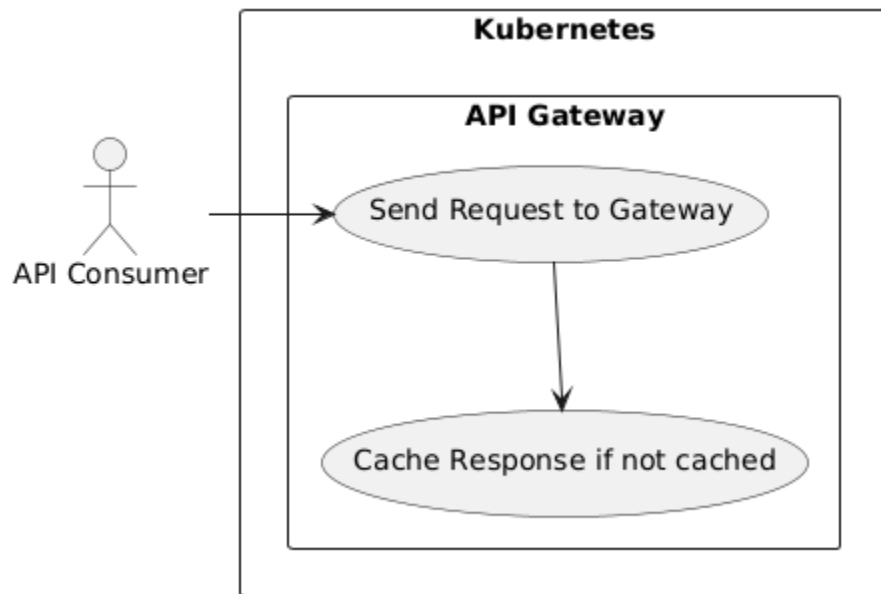 Kubernetes
API Gateway
Send Request to Gateway
API Consumer
Cache Response if not cached